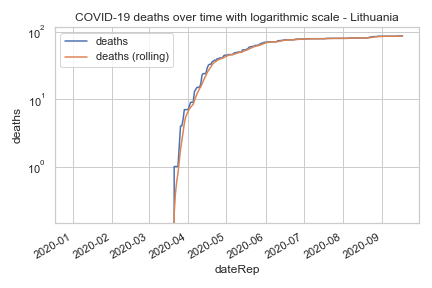 COVID-19 deaths over time with logarithmic scale - Lithuania
deaths
deaths (rolling)
10²
10¹
10⁰
deaths
2020-01
2020-02
2020-03
2020-04
2020-05
2020-06
2020-07
2020-08
2020-09
dateRep